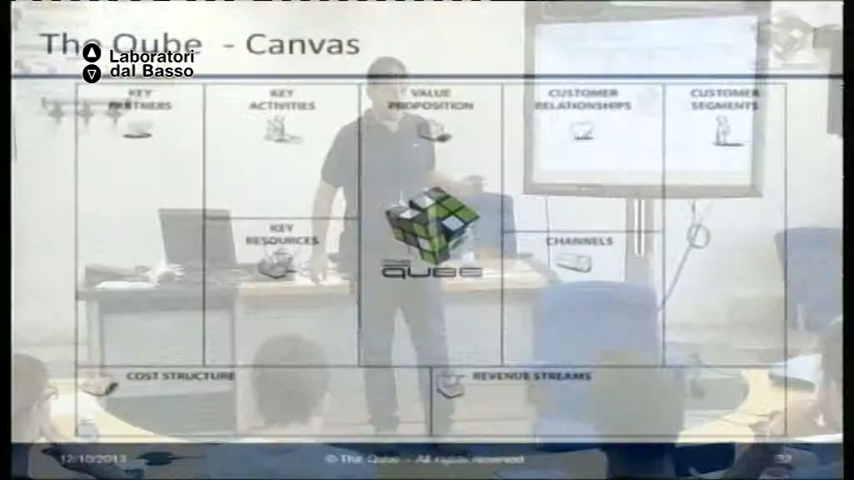 The Qube - Canvas
Laboratori
dal Basso
KEY
PARTNERS
KEY
ACTIVITIES
VALUE
PROPOSITION
CUSTOMER
RELATIONSHIPS
CUSTOMER
SEGMENTS
KEY
RESOURCES
CHANNELS
QUBE
COST STRUCTURE
REVENUE STREAMS
12/10/2013
© The Qube - All rights reserved
22